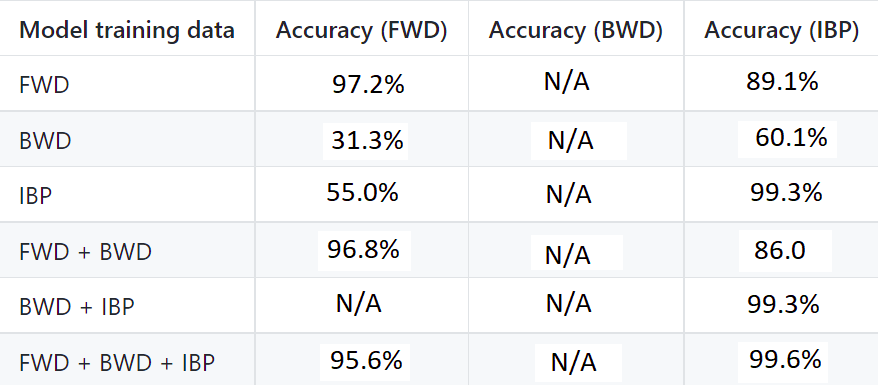 Model training data Accuracy (FWD) Accuracy (BWD) Accuracy (IBP)
FWD 97.2% N/A 89.1%
BWD 31.3% N/A 60.1%
IBP 55.0% N/A 99.3%
FWD + BWD 96.8% N/A 86.0
BWD + IBP N/A N/A 99.3%
FWD + BWD + IBP 95.6% N/A 99.6%